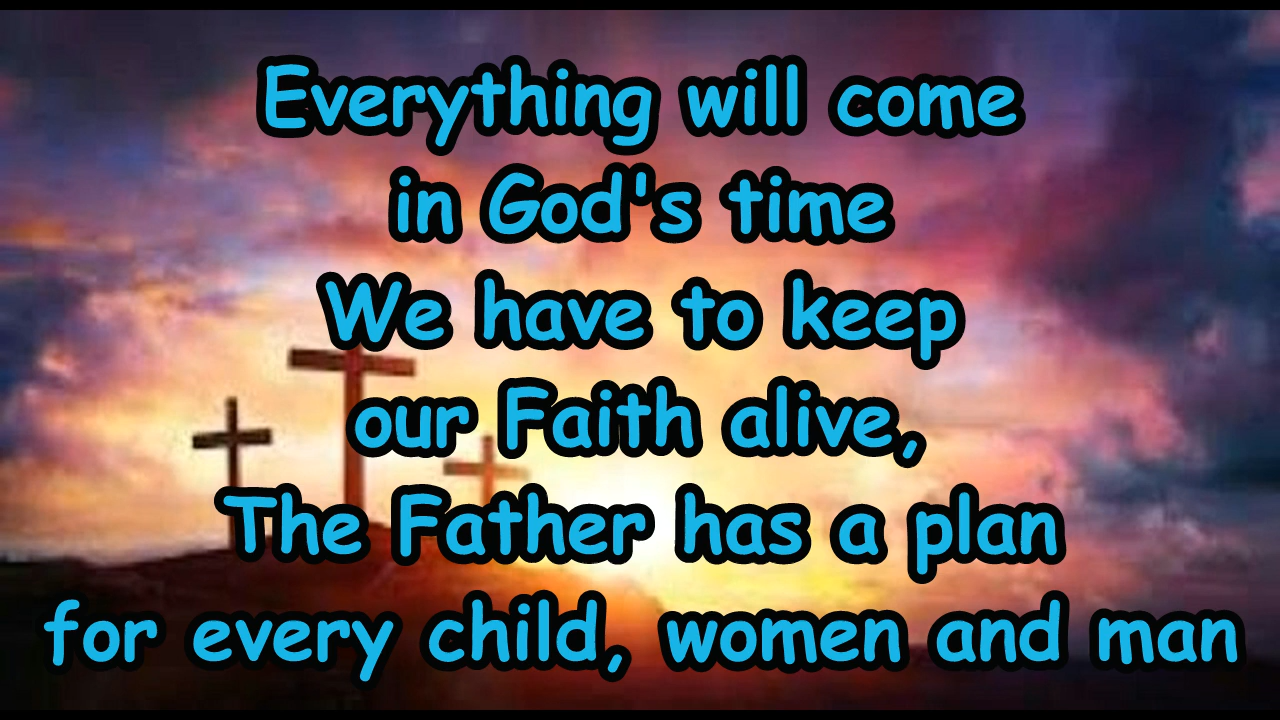 Everything will come
in God's time
We have to keep
our Faith alive,
The Father has a plan
for every child, women and man